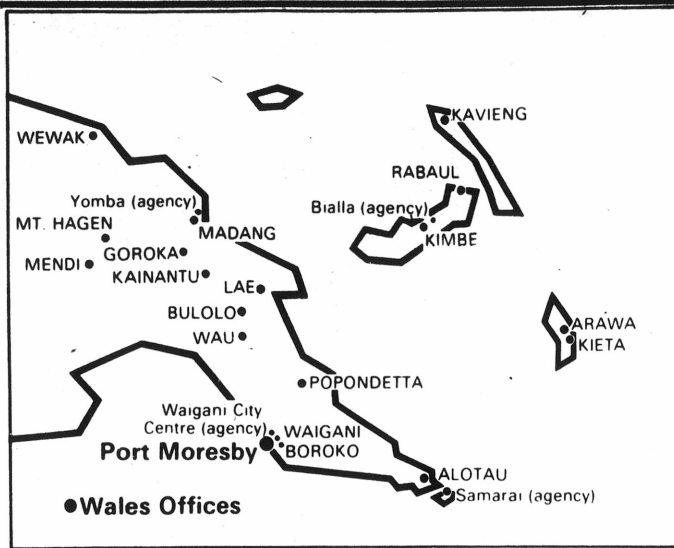 KAVIENG
WEWAK
RABAUL
Yomba (agency)
Bialla (agency)
MT. HAGEN
MADANG
KIMBE
GOROKA
MENDI
KAINANTU
LAE
BULOLO
ARAWA
WAU
KIETA
POPONDETTA
Waigani City
Centre (agency)
WAIGANI
Port Moresby
BOROKO
ALOTAU
Samarai (agency)
Wales Offices